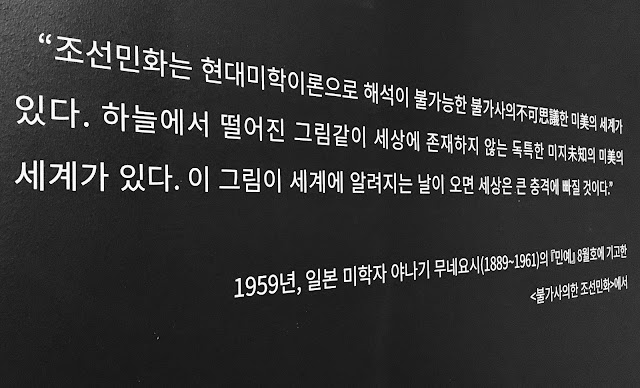 “조선민화는 현대미학이론으로 해석이 불가능한 불가사의不可思議한 미美의 세계가
있다. 하늘에서 떨어진 그림같이 세상에 존재하지 않는 독특한 미지未知의 미美의
세계가 있다. 이 그림이 세계에 알려지는 날이 오면 세상은 큰 충격에 빠질 것이다.”
1959년, 일본 미학자 야나기 무네요시(1889~1961)의 『민예』 8월호에 기고한
<불가사의한 조선민화>에서